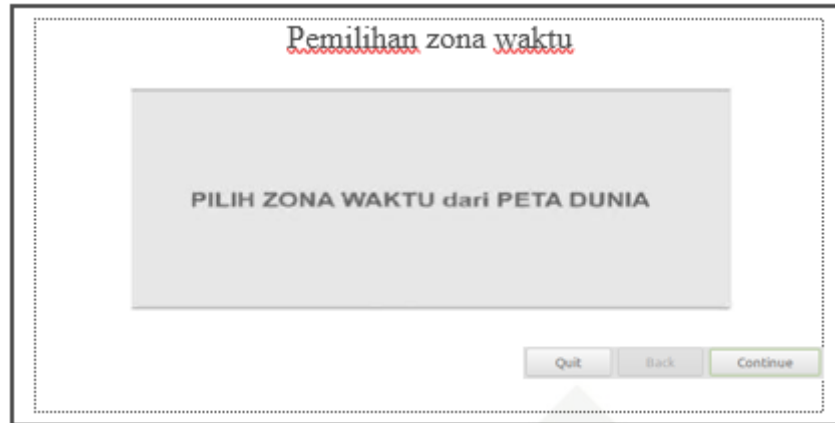 Pemilihan zona waktu
PILIH ZONA WAKTU dari PETA DUNIA
Quit Back Continue